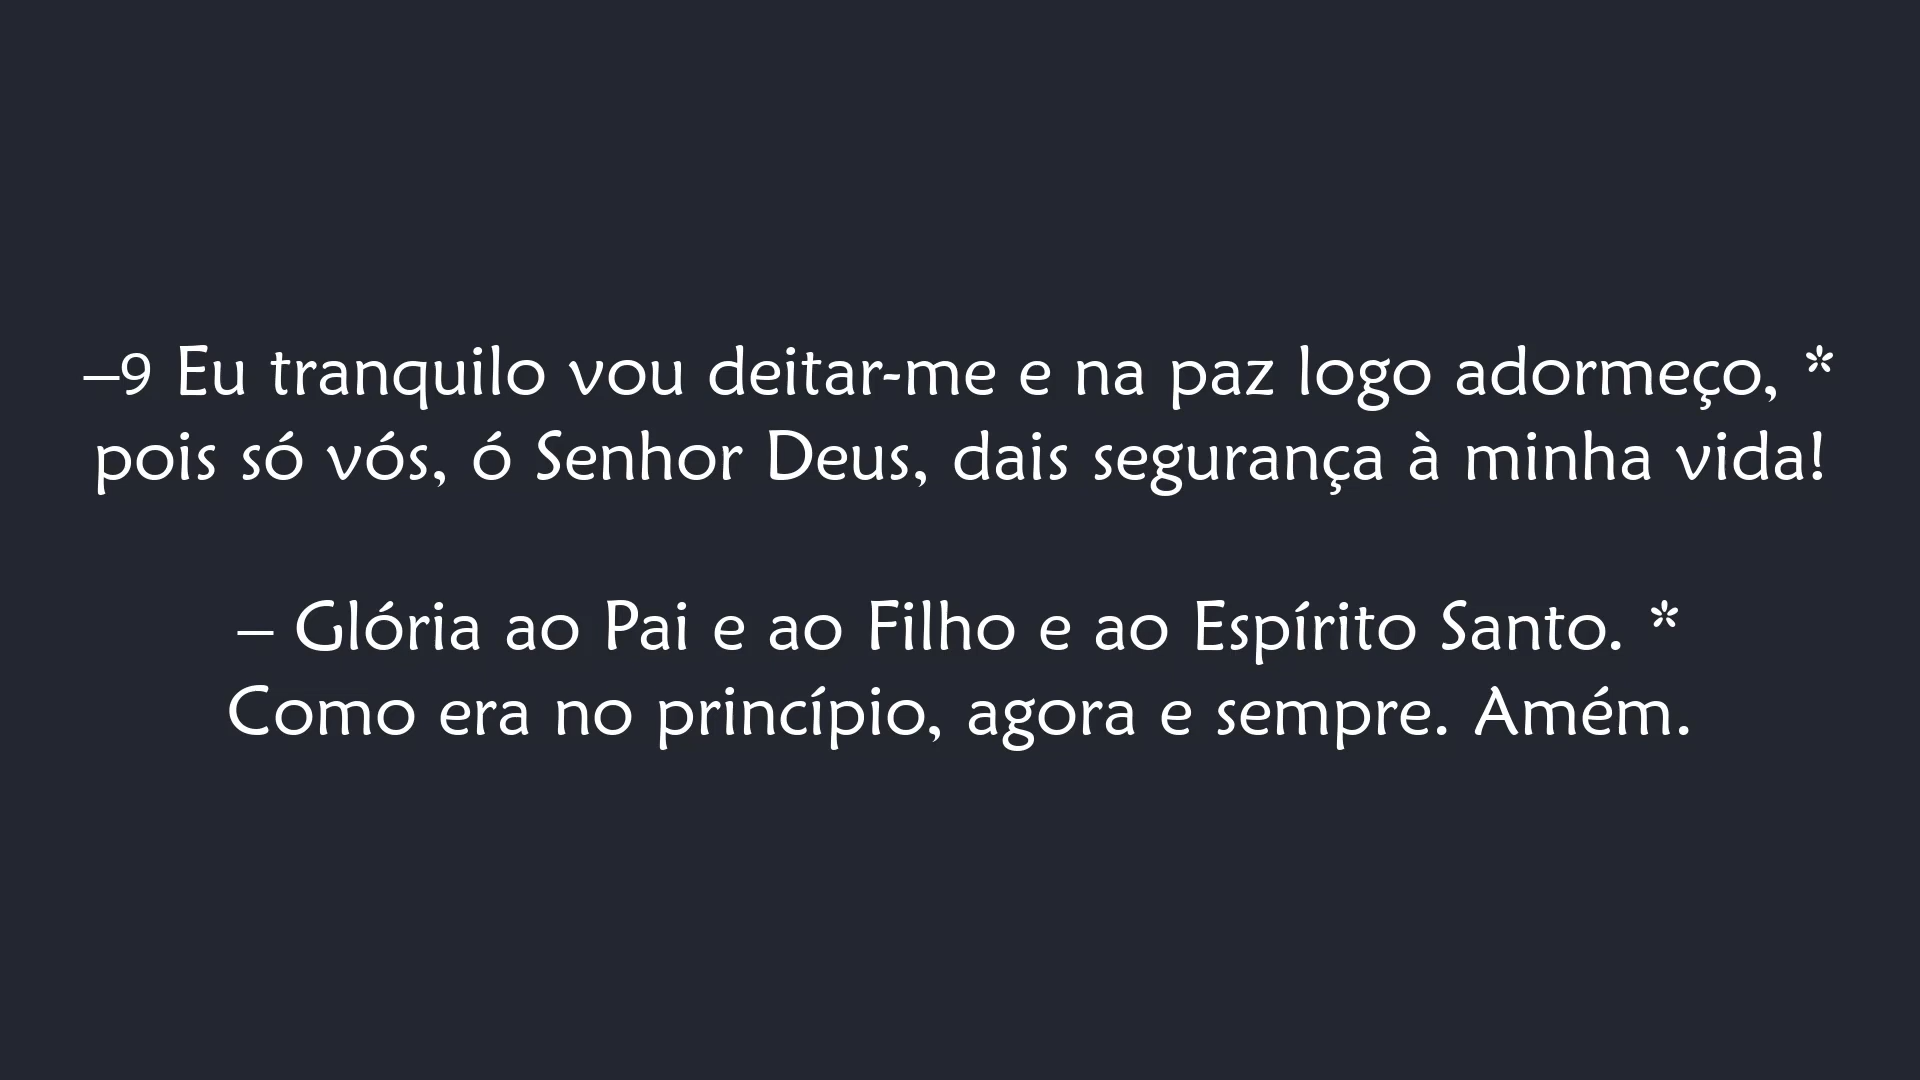 –9 Eu tranquilo vou deitar-me e na paz logo adormeço, *
pois só vós, ó Senhor Deus, dais segurança à minha vida!
– Glória ao Pai e ao Filho e ao Espírito Santo. *
Como era no princípio, agora e sempre. Amém.